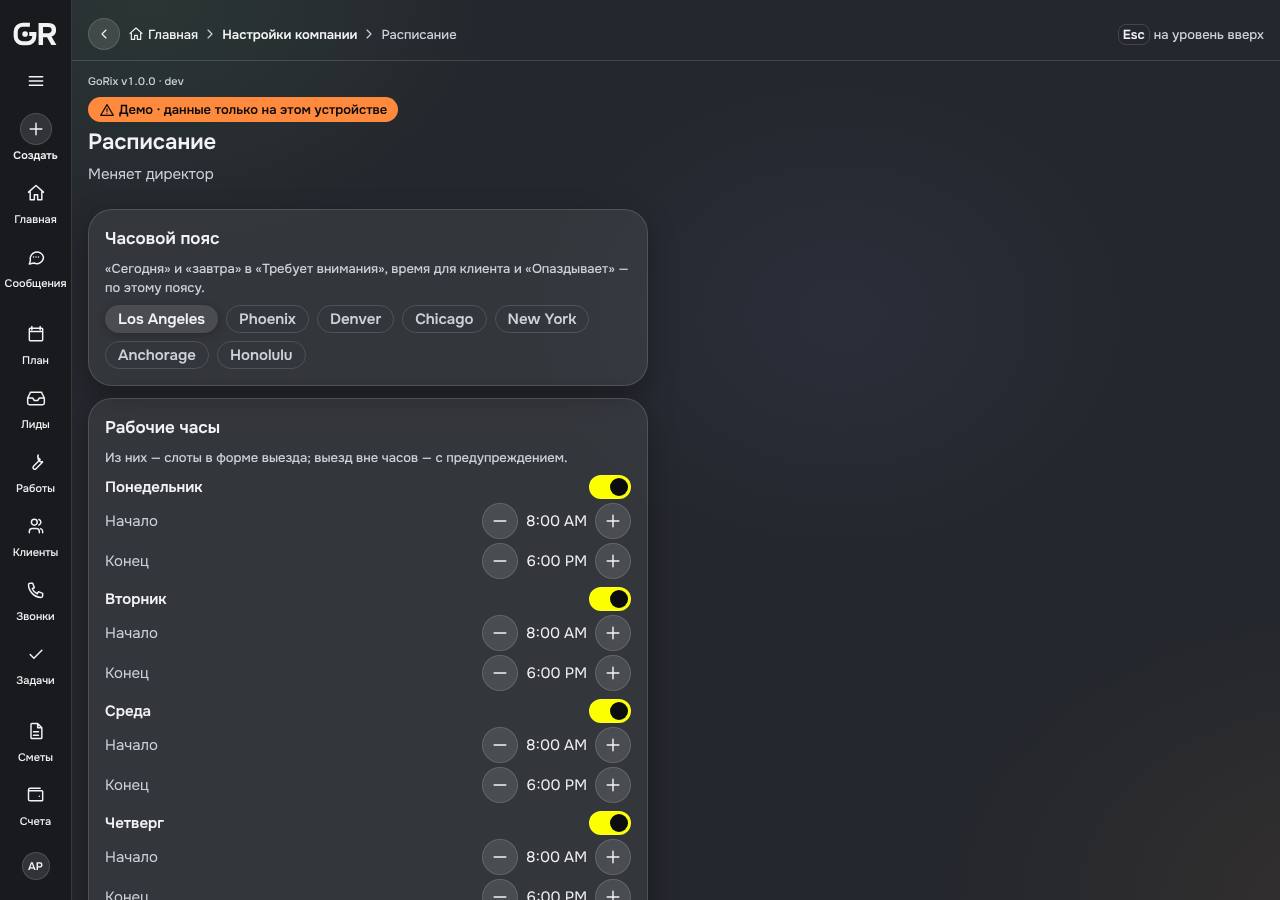 GR
Создать
Главная
Сообщения
План
Лиды
Работы
Клиенты
Звонки
Задачи
Сметы
Счета
AP
Главная > Настройки компании > Расписание
Esc на уровень вверх
GoRix v1.0.0 · dev
Демо · данные только на этом устройстве
Расписание
Меняет директор
Часовой пояс
«Сегодня» и «завтра» в «Требует внимания», время для клиента и «Опаздывает» —
по этому поясу.
Los Angeles Phoenix Denver Chicago New York
Anchorage Honolulu
Рабочие часы
Из них — слоты в форме выезда; выезд вне часов — с предупреждением.
Понедельник
Начало 8:00 AM
Конец 6:00 PM
Вторник
Начало 8:00 AM
Конец 6:00 PM
Среда
Начало 8:00 AM
Конец 6:00 PM
Четверг
Начало 8:00 AM
Конец 6:00 PM